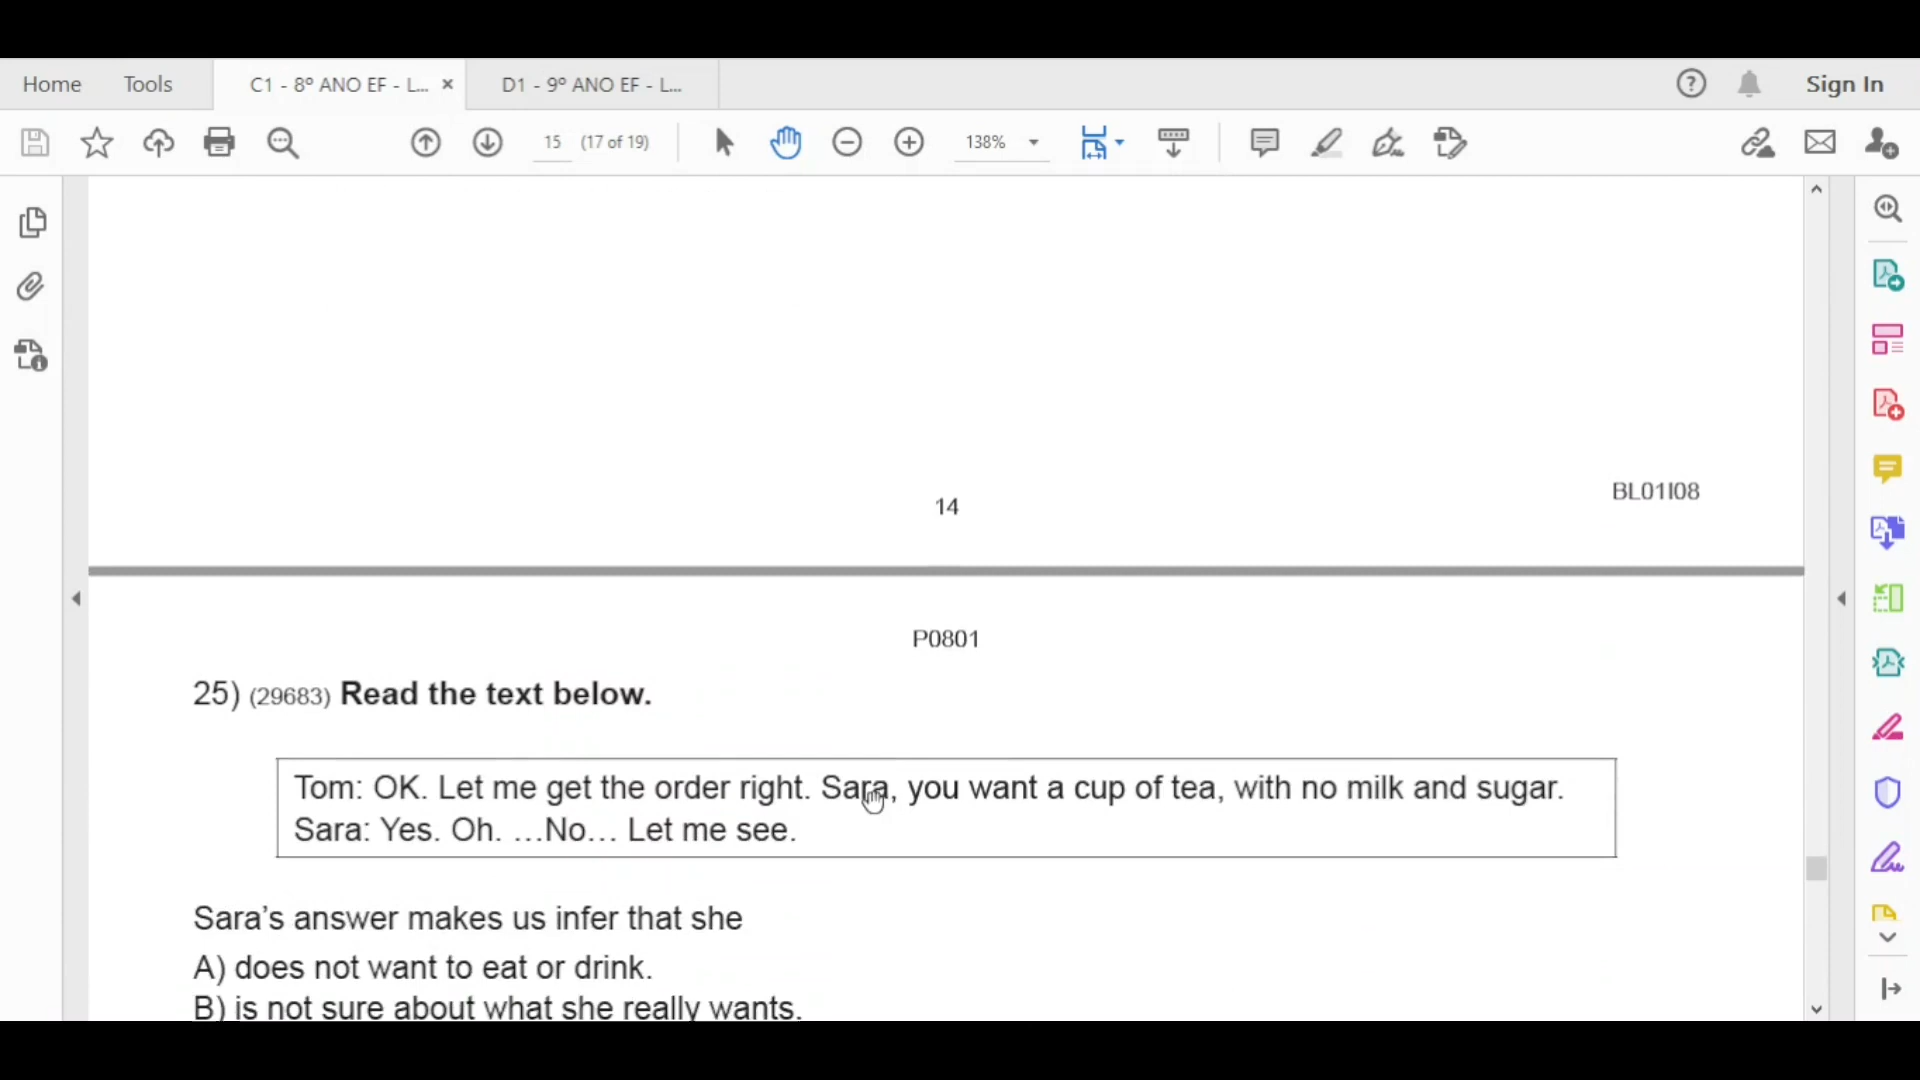 Home Tools C1 - 8º ANO EF - L... × D1 - 9º ANO EF - L... Sign In
15 (17 of 19) 138%
14
BL01I08
P0801
25) (29683) Read the text below.
Tom: OK. Let me get the order right. Sara, you want a cup of tea, with no milk and sugar.
Sara: Yes. Oh. ...No... Let me see.
Sara's answer makes us infer that she
A) does not want to eat or drink.
B) is not sure about what she really wants.